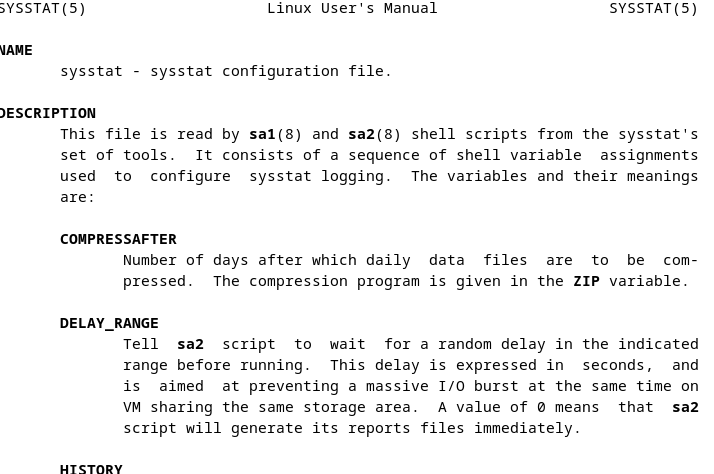 SYSSTAT(5) Linux User's Manual SYSSTAT(5)
NAME
sysstat - sysstat configuration file.
DESCRIPTION
This file is read by sa1(8) and sa2(8) shell scripts from the sysstat's
set of tools. It consists of a sequence of shell variable assignments
used to configure sysstat logging. The variables and their meanings
are:
COMPRESSAFTER
Number of days after which daily data files are to be com-
pressed. The compression program is given in the ZIP variable.
DELAY_RANGE
Tell sa2 script to wait for a random delay in the indicated
range before running. This delay is expressed in seconds, and
is aimed at preventing a massive I/O burst at the same time on
VM sharing the same storage area. A value of 0 means that sa2
script will generate its reports files immediately.
HISTORY